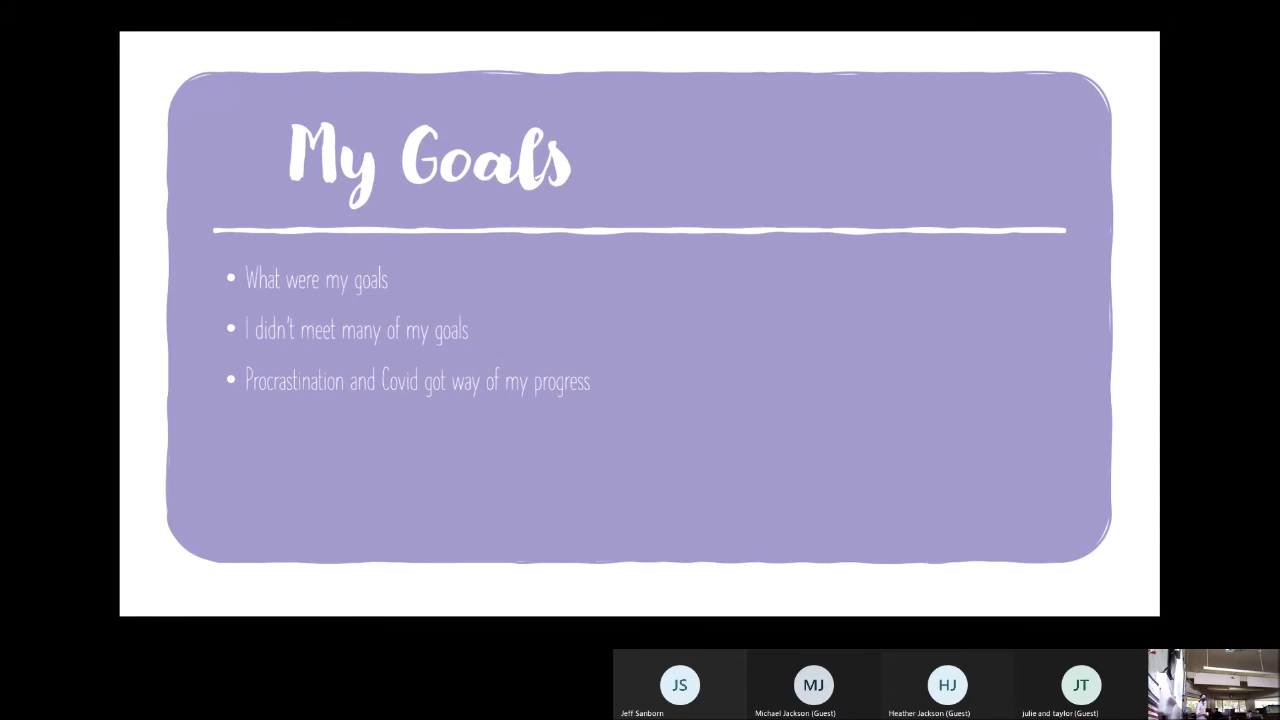 My Goals
What were my goals
I didn't meet many of my goals
Procrastination and Covid got way of my progress
JS
MJ
HJ
JT
Jeff Sanborn
Michael Jackson (Guest)
Heather Jackson (Guest)
julie and taylor (Guest)